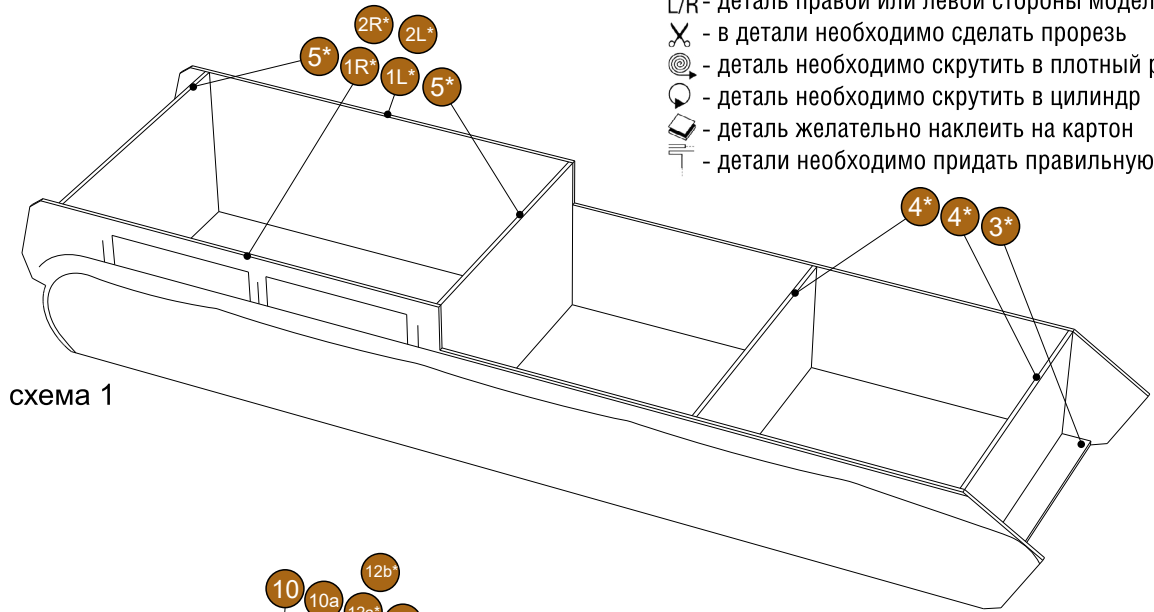 L/R - деталь правой или левой стороны модел
- в детали необходимо сделать прорезь
- деталь необходимо скрутить в плотный
- деталь необходимо скрутить в цилиндр
- деталь желательно наклеить на картон
- детали необходимо придать правильную
2R* 2L*
5* 1R* 1L* 5*
4* 4* 3*
схема 1
12b*
10 10a 12a*